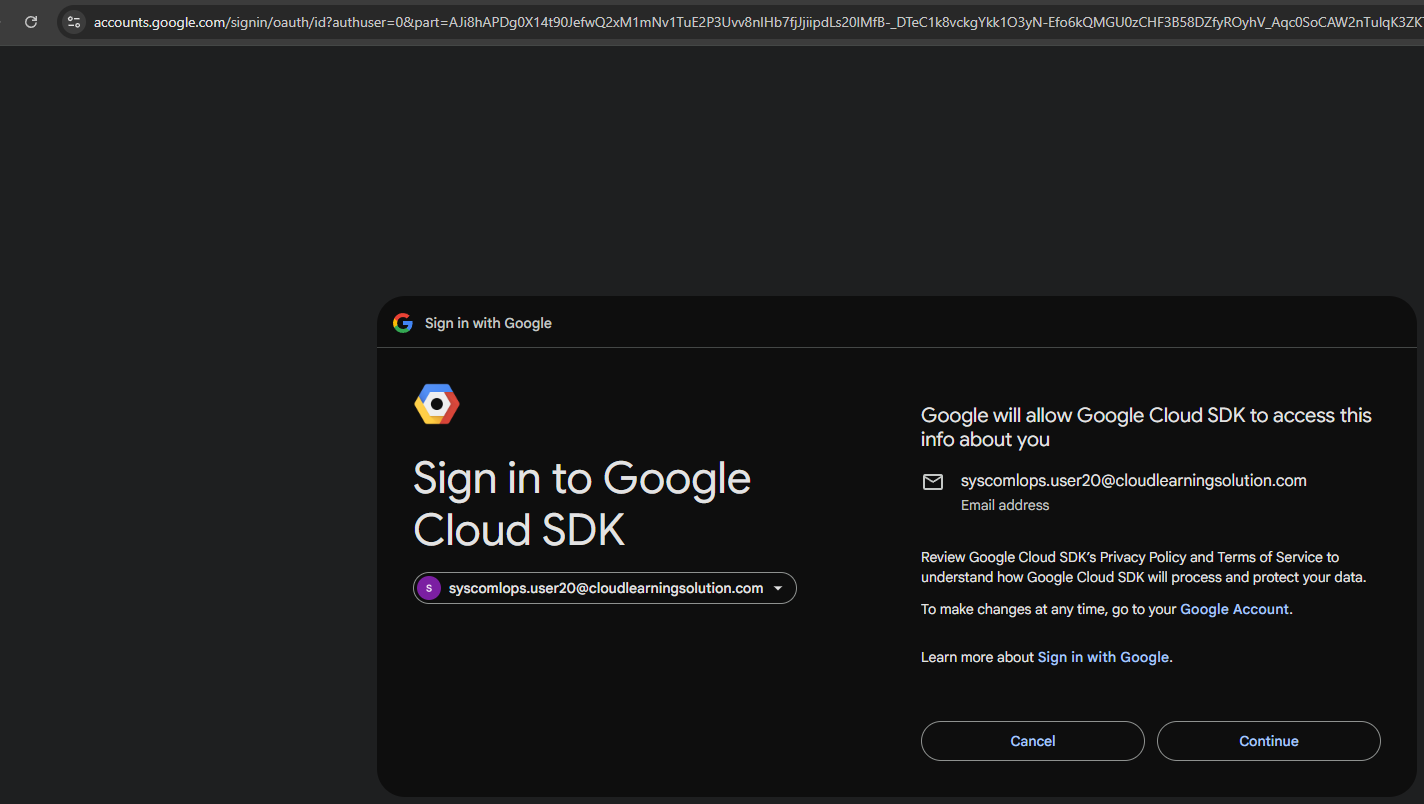 accounts.google.com/signin/oauth/id?authuser=0&part=AJi8hAPDg0X14t90JefwQ2xM1mNv1TuE2P3Uvv8nIHb7fjJjiipdLs20IMfB-_DTeC1k8vckgYkk1O3yN-Efo6kQMGU0zCHF3B58DZfyROyhV_Aqc0SoCAW2nTuIqK3ZK
Sign in with Google
Sign in to Google
Cloud SDK
S
syscomlops.user20@cloudlearningsolution.com
Google will allow Google Cloud SDK to access this
info about you
syscomlops.user20@cloudlearningsolution.com
Email address
Review Google Cloud SDK’s Privacy Policy and Terms of Service to
understand how Google Cloud SDK will process and protect your data.
To make changes at any time, go to your Google Account.
Learn more about Sign in with Google.
Cancel
Continue